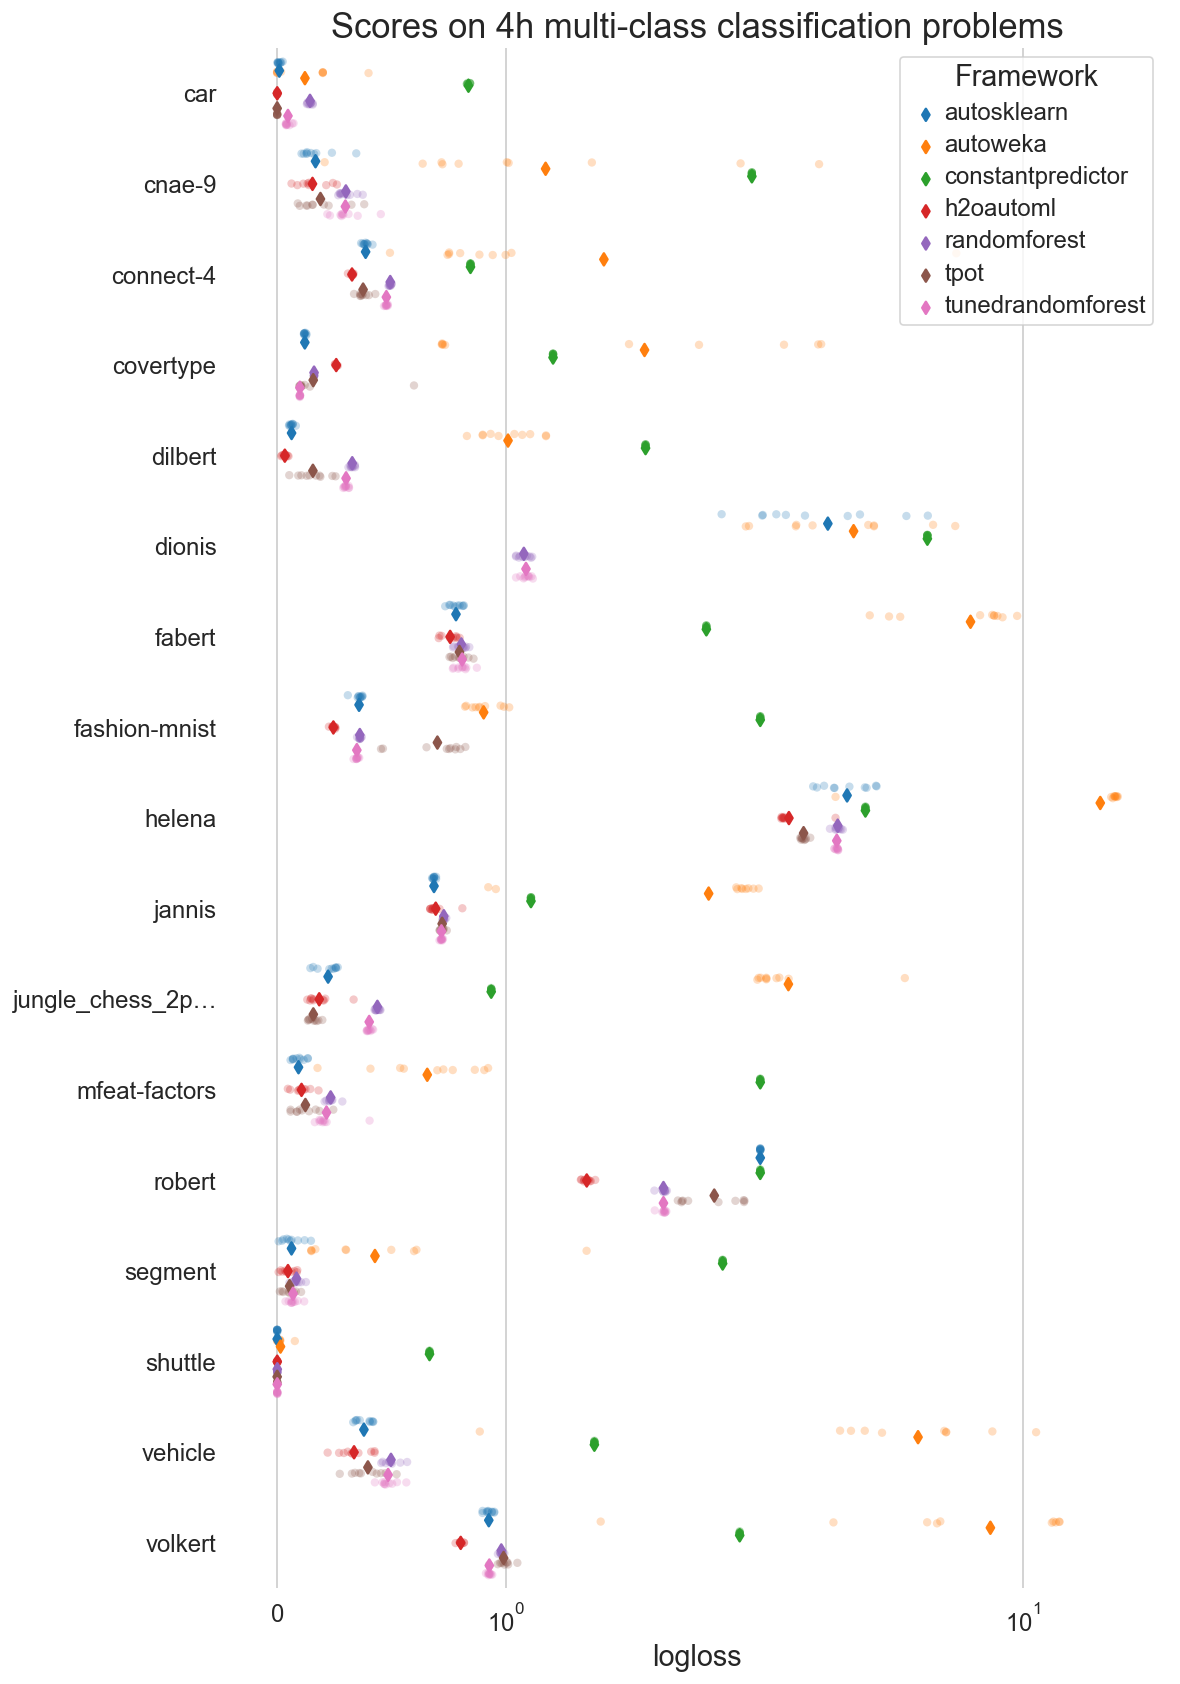 Scores on 4h multi-class classification problems
Framework
autosklearn
autoweka
constantpredictor
h2oautoml
randomforest
tpot
tunedrandomforest
car
cnae-9
connect-4
covertype
dilbert
dionis
fabert
fashion-mnist
helena
jannis
jungle_chess_2p…
mfeat-factors
robert
segment
shuttle
vehicle
volkert
0 10⁰ 10¹
logloss